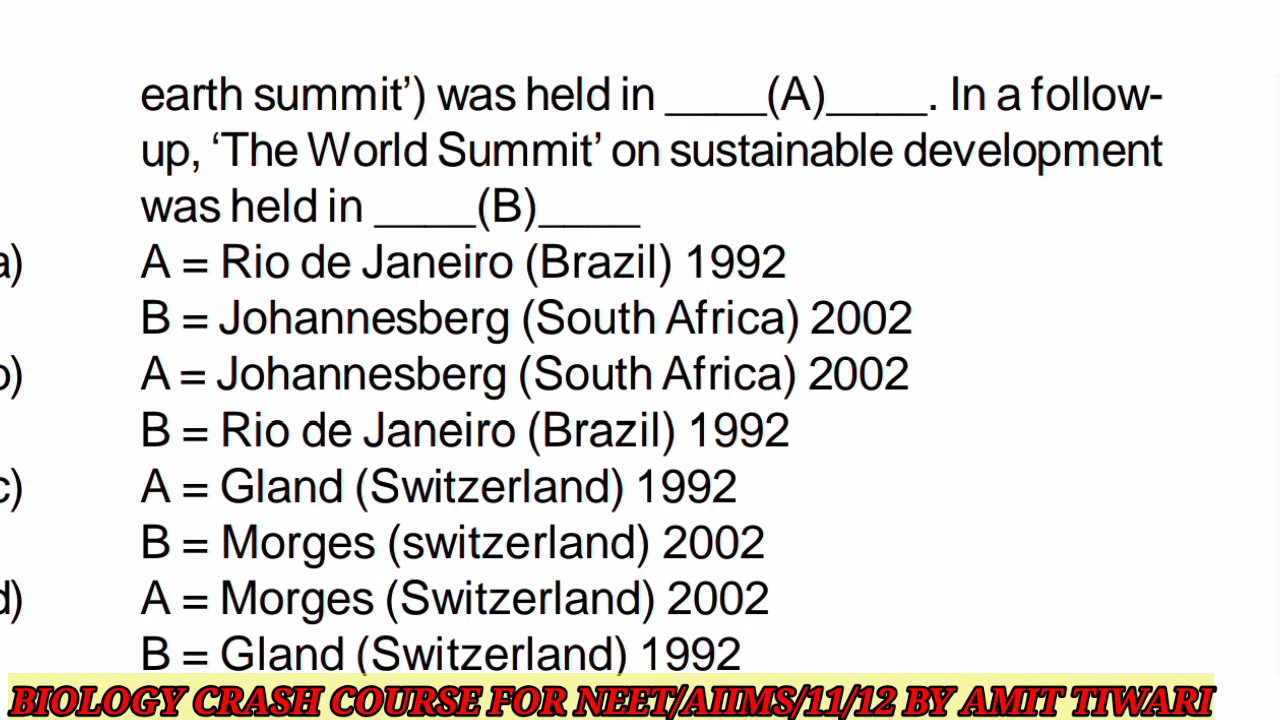 earth summit’) was held in ____(A)____. In a follow-
up, ‘The World Summit’ on sustainable development
was held in ____(B)____
a) A = Rio de Janeiro (Brazil) 1992
B = Johannesberg (South Africa) 2002
b) A = Johannesberg (South Africa) 2002
B = Rio de Janeiro (Brazil) 1992
c) A = Gland (Switzerland) 1992
B = Morges (switzerland) 2002
d) A = Morges (Switzerland) 2002
B = Gland (Switzerland) 1992
BIOLOGY CRASH COURSE FOR NEET/AIIMS/11/12 BY AMIT TIWARI